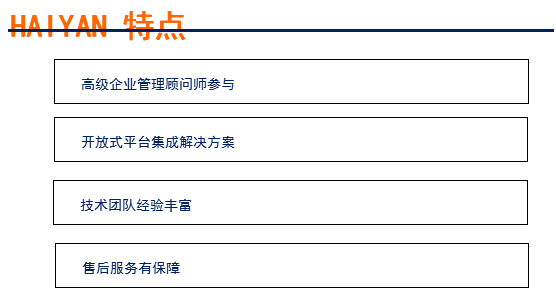 HAIYAN 特点
高级企业管理顾问师参与
开放式平台集成解决方案
技术团队经验丰富
售后服务有保障